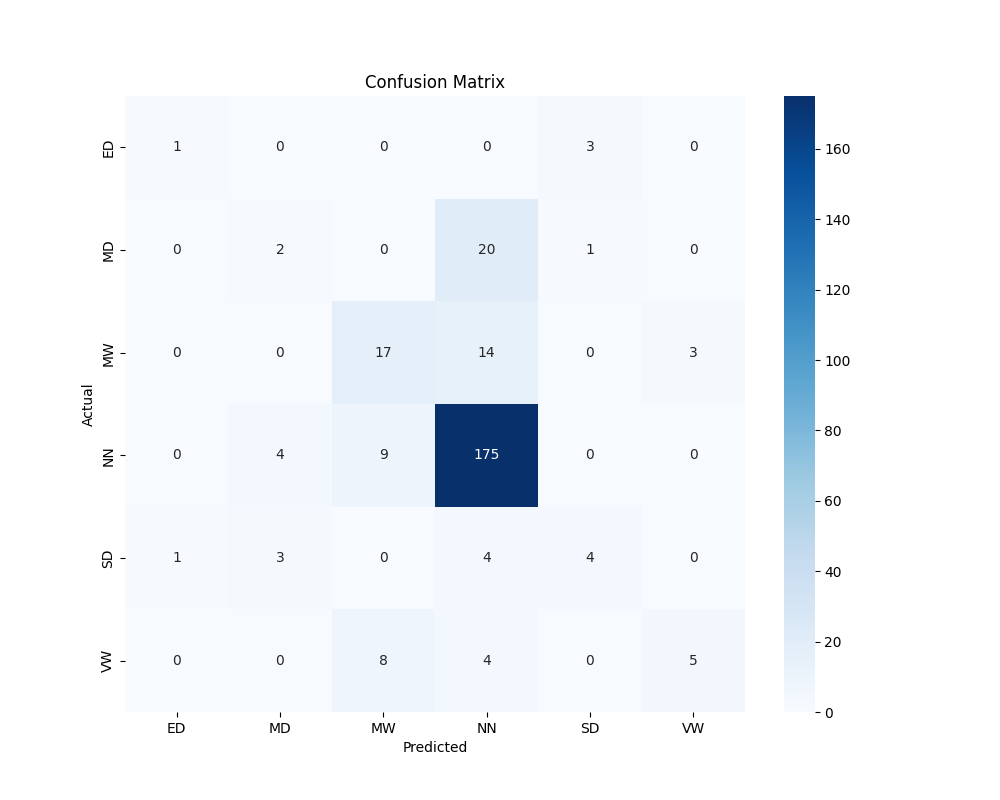 Confusion Matrix
ED 1 0 0 0 3 0
MD 0 2 0 20 1 0
MW 0 0 17 14 0 3
NN 0 4 9 175 0 0
SD 1 3 0 4 4 0
VW 0 0 8 4 0 5
ED MD MW NN SD VW
Actual
Predicted
160
140
120
100
80
60
40
20
0